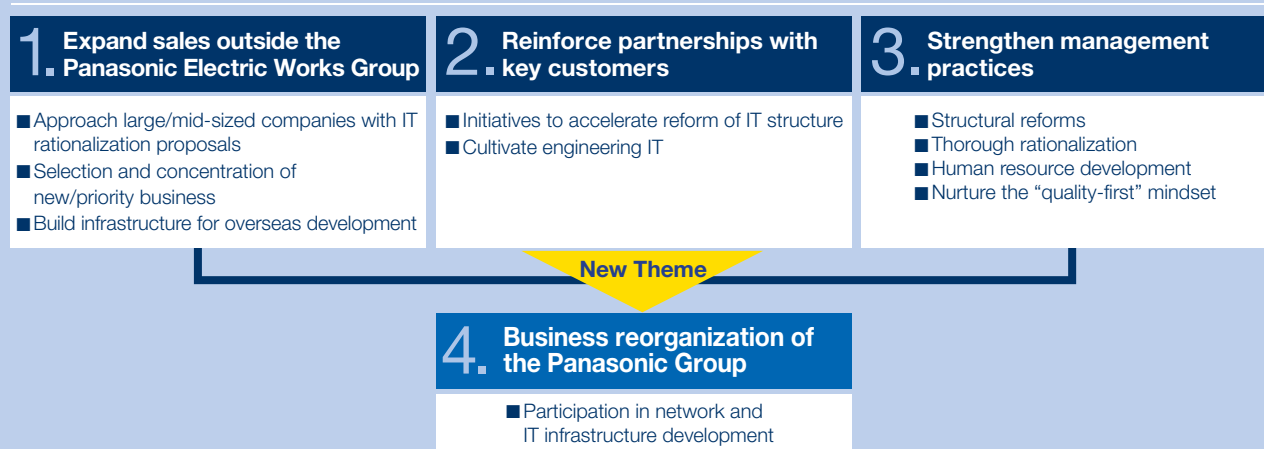 1. Expand sales outside the
Panasonic Electric Works Group
■ Approach large/mid-sized companies with IT
rationalization proposals
■ Selection and concentration of
new/priority business
■ Build infrastructure for overseas development
2. Reinforce partnerships with
key customers
■ Initiatives to accelerate reform of IT structure
■ Cultivate engineering IT
3. Strengthen management
practices
■ Structural reforms
■ Thorough rationalization
■ Human resource development
■ Nurture the “quality-first” mindset
New Theme
4. Business reorganization of
the Panasonic Group
■ Participation in network and
IT infrastructure development